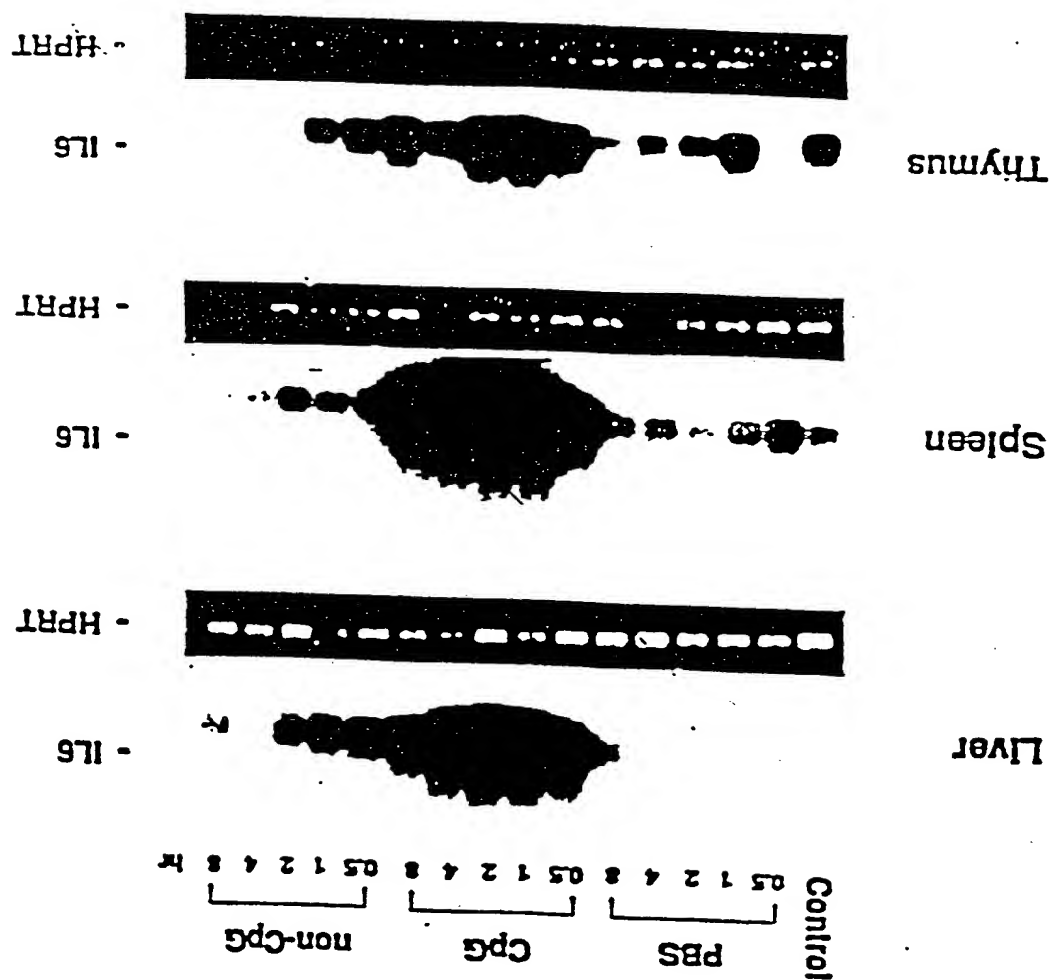 Control
PBS CpG non-CpG
0.5 1 2 4 8 0.5 1 2 4 8 0.5 1 2 4 8 hr
Liver - IL6
- HPRT
Spleen - IL6
- HPRT
Thymus - IL6
- HPRT